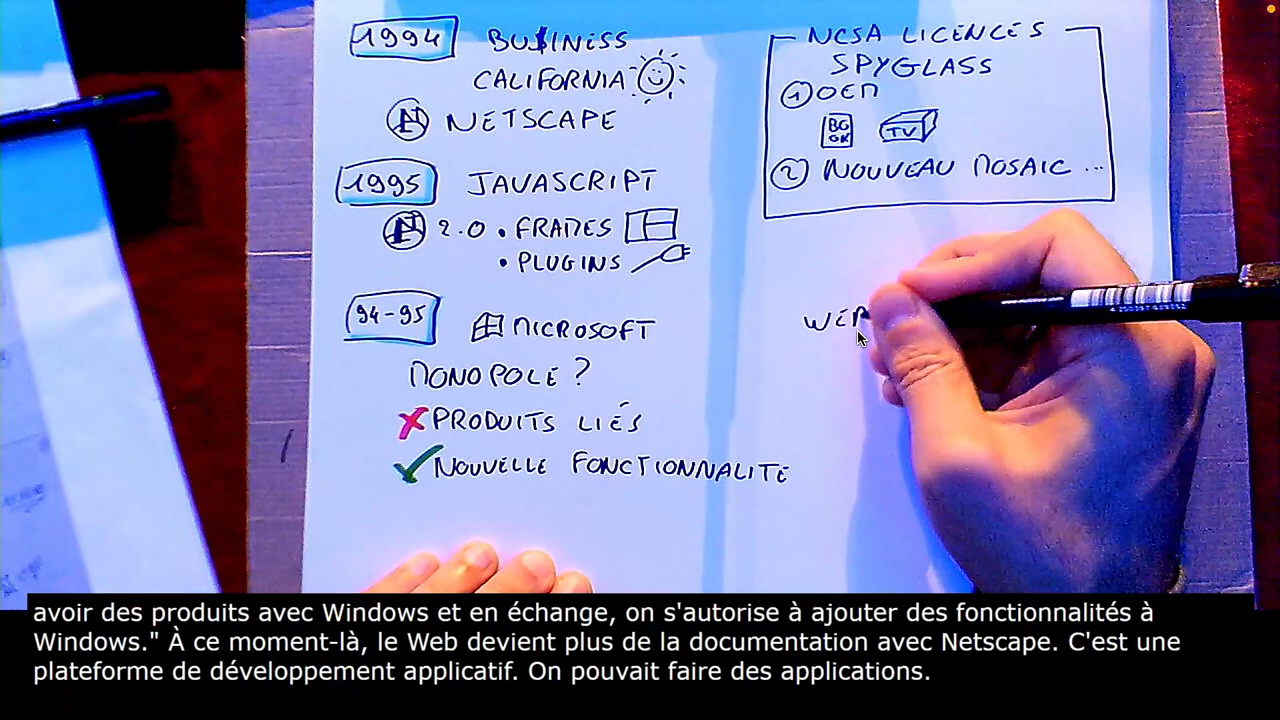 1994 BUSINESS
CALIFORNIA
N NETSCAPE
1995 JAVASCRIPT
N 2.0 • FRAMES
• PLUGINS
94-95 MICROSOFT
MONOPOLE ?
PRODUITS LIÉS
NOUVELLE FONCTIONNALITÉ
NCSA LICENCES
SPYGLASS
1 OEM
TV
2 NOUVEAU MOSAIC ...
avoir des produits avec Windows et en échange, on s'autorise à ajouter des fonctionnalités à
Windows." À ce moment-là, le Web devient plus de la documentation avec Netscape. C'est une
plateforme de développement applicatif. On pouvait faire des applications.